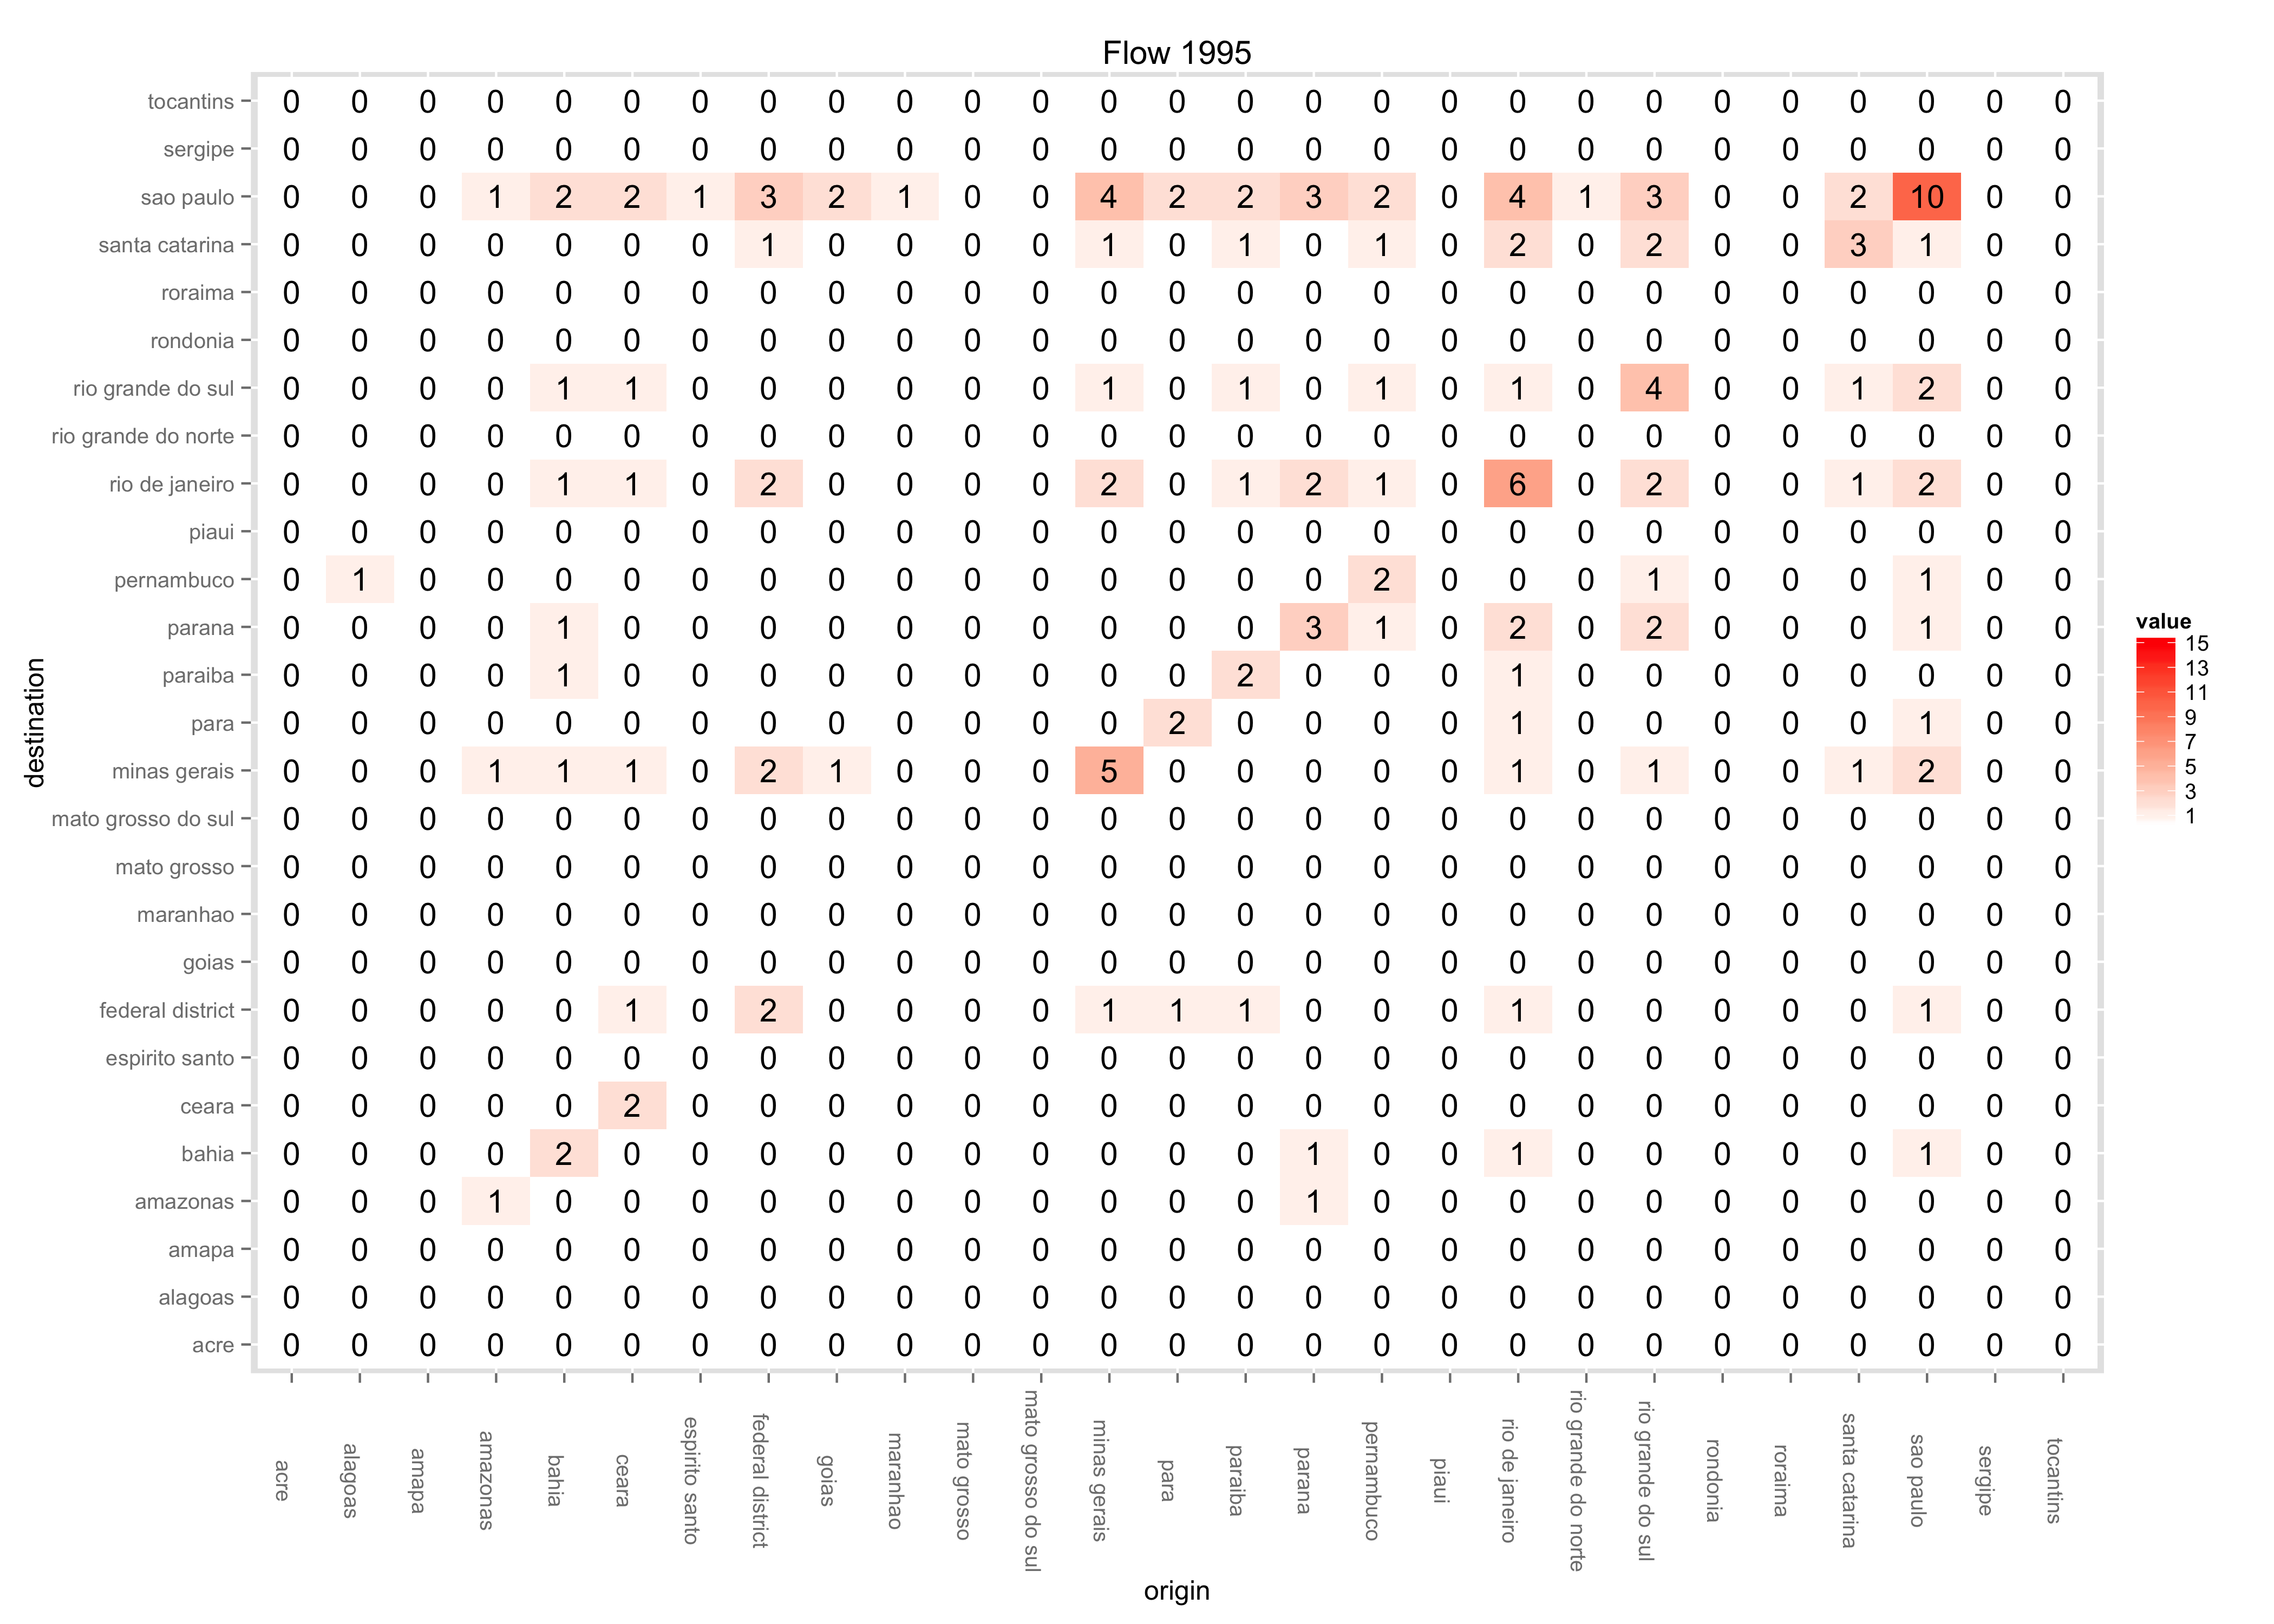 Flow 1995
tocantins 0 0 0 0 0 0 0 0 0 0 0 0 0 0 0 0 0 0 0 0 0 0 0 0 0 0 0
sergipe 0 0 0 0 0 0 0 0 0 0 0 0 0 0 0 0 0 0 0 0 0 0 0 0 0 0 0
sao paulo 0 0 0 1 2 2 1 3 2 1 0 0 4 2 2 3 2 0 4 1 3 0 0 2 10 0 0
santa catarina 0 0 0 0 0 0 0 1 0 0 0 0 1 0 1 0 1 0 2 0 2 0 0 3 1 0 0
roraima 0 0 0 0 0 0 0 0 0 0 0 0 0 0 0 0 0 0 0 0 0 0 0 0 0 0 0
rondonia 0 0 0 0 0 0 0 0 0 0 0 0 0 0 0 0 0 0 0 0 0 0 0 0 0 0 0
rio grande do sul 0 0 0 0 1 1 0 0 0 0 0 0 1 0 1 0 1 0 1 0 4 0 0 1 2 0 0
rio grande do norte 0 0 0 0 0 0 0 0 0 0 0 0 0 0 0 0 0 0 0 0 0 0 0 0 0 0 0
rio de janeiro 0 0 0 0 1 1 0 2 0 0 0 0 2 0 1 2 1 0 6 0 2 0 0 1 2 0 0
piaui 0 0 0 0 0 0 0 0 0 0 0 0 0 0 0 0 0 0 0 0 0 0 0 0 0 0 0
pernambuco 0 1 0 0 0 0 0 0 0 0 0 0 0 0 0 0 2 0 0 0 1 0 0 0 1 0 0
parana 0 0 0 0 1 0 0 0 0 0 0 0 0 0 0 3 1 0 2 0 2 0 0 0 1 0 0
paraiba 0 0 0 0 1 0 0 0 0 0 0 0 0 0 2 0 0 0 1 0 0 0 0 0 0 0 0
para 0 0 0 0 0 0 0 0 0 0 0 0 0 2 0 0 0 0 1 0 0 0 0 0 1 0 0
minas gerais 0 0 0 1 1 1 0 2 1 0 0 0 5 0 0 0 0 0 1 0 1 0 0 1 2 0 0
mato grosso do sul 0 0 0 0 0 0 0 0 0 0 0 0 0 0 0 0 0 0 0 0 0 0 0 0 0 0 0
mato grosso 0 0 0 0 0 0 0 0 0 0 0 0 0 0 0 0 0 0 0 0 0 0 0 0 0 0 0
maranhao 0 0 0 0 0 0 0 0 0 0 0 0 0 0 0 0 0 0 0 0 0 0 0 0 0 0 0
goias 0 0 0 0 0 0 0 0 0 0 0 0 0 0 0 0 0 0 0 0 0 0 0 0 0 0 0
federal district 0 0 0 0 0 1 0 2 0 0 0 0 1 1 1 0 0 0 1 0 0 0 0 0 1 0 0
espirito santo 0 0 0 0 0 0 0 0 0 0 0 0 0 0 0 0 0 0 0 0 0 0 0 0 0 0 0
ceara 0 0 0 0 0 2 0 0 0 0 0 0 0 0 0 0 0 0 0 0 0 0 0 0 0 0 0
bahia 0 0 0 0 2 0 0 0 0 0 0 0 0 0 0 1 0 0 1 0 0 0 0 0 1 0 0
amazonas 0 0 0 1 0 0 0 0 0 0 0 0 0 0 0 1 0 0 0 0 0 0 0 0 0 0 0
amapa 0 0 0 0 0 0 0 0 0 0 0 0 0 0 0 0 0 0 0 0 0 0 0 0 0 0 0
alagoas 0 0 0 0 0 0 0 0 0 0 0 0 0 0 0 0 0 0 0 0 0 0 0 0 0 0 0
acre 0 0 0 0 0 0 0 0 0 0 0 0 0 0 0 0 0 0 0 0 0 0 0 0 0 0 0
destination
acre
alagoas
amapa
amazonas
bahia
ceara
espirito santo
federal district
goias
maranhao
mato grosso
mato grosso do sul
minas gerais
para
paraiba
parana
pernambuco
piaui
rio de janeiro
rio grande do norte
rio grande do sul
rondonia
roraima
santa catarina
sao paulo
sergipe
tocantins
origin
value
15
13
11
9
7
5
3
1